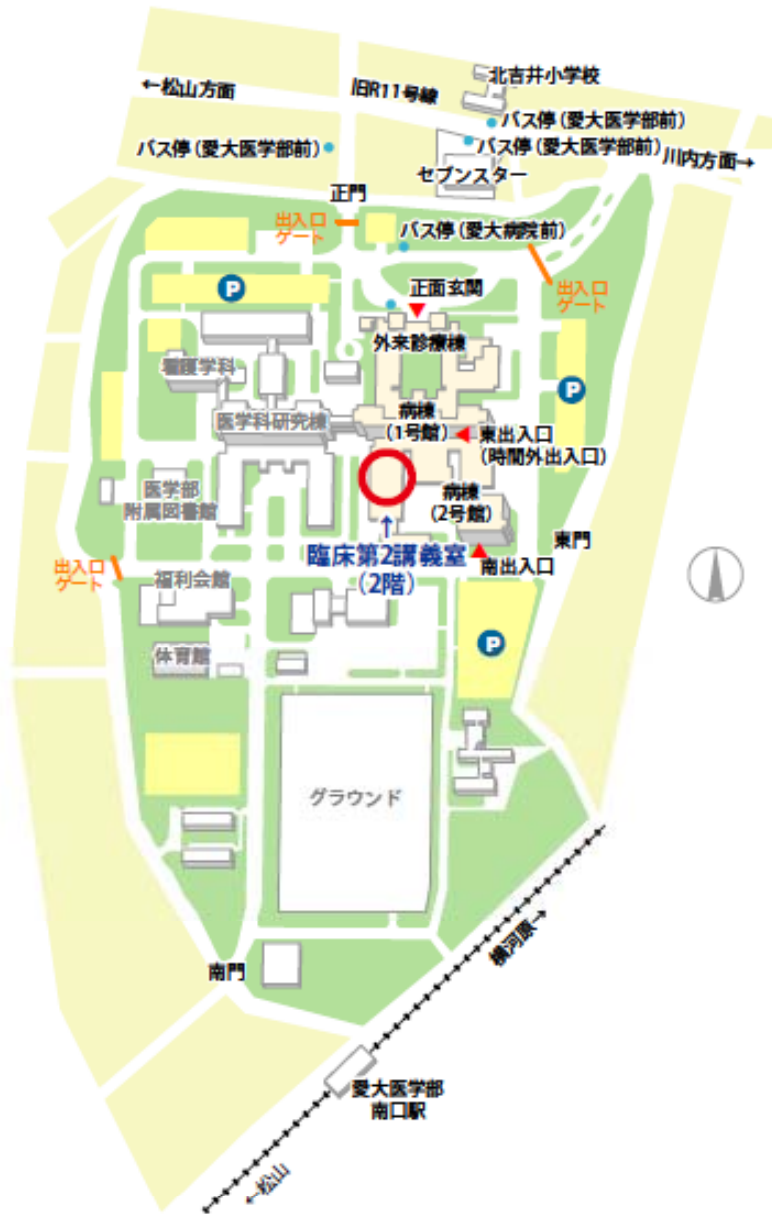 北吉井小学校
←松山方面
旧R11号線
バス停（愛大医学部前）
バス停（愛大医学部前）
バス停（愛大医学部前）
川内方面→
セブンスター
正門
出入口
ゲート
バス停（愛大病院前）
P
正面玄関
出入口
ゲート
外来診療棟
看護学科
P
病棟
（1号館）
医学科研究棟
東出入口
（時間外出入口）
医学部
附属図書館
病棟
（2号館）
臨床第2講義室
（2階）
東門
南出入口
出入口
ゲート
福利会館
体育館
P
グラウンド
横河原→
南門
愛大医学部
南口駅
←松山